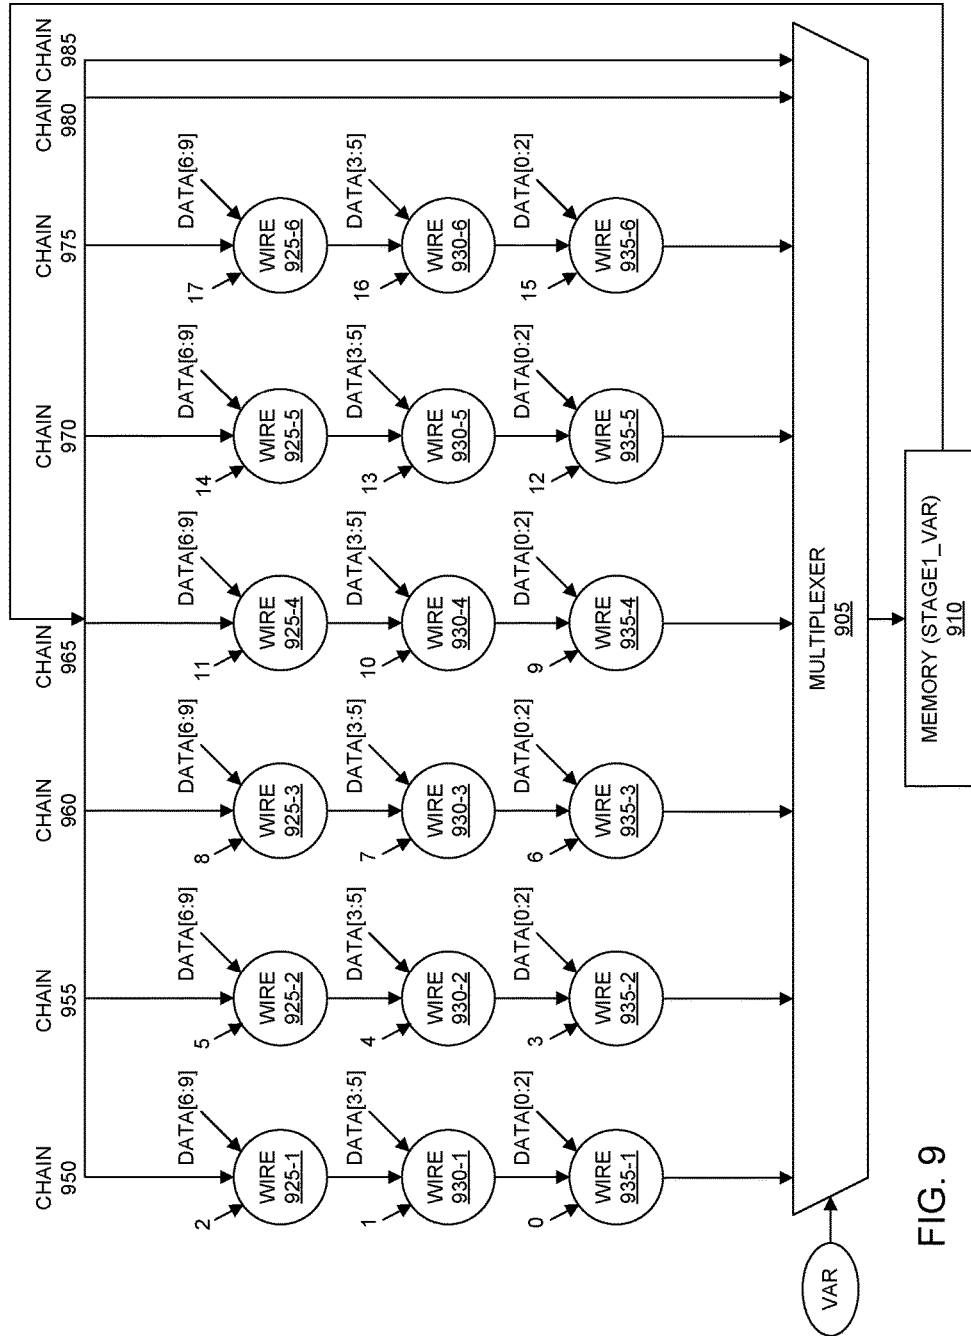 CHAIN
950
CHAIN
955
CHAIN
960
CHAIN
965
CHAIN
970
CHAIN
975
CHAIN
980
CHAIN
985
2
DATA[6:9]
WIRE
925-1
5
DATA[6:9]
WIRE
925-2
8
DATA[6:9]
WIRE
925-3
11
DATA[6:9]
WIRE
925-4
14
DATA[6:9]
WIRE
925-5
17
DATA[6:9]
WIRE
925-6
1
DATA[3:5]
WIRE
930-1
4
DATA[3:5]
WIRE
930-2
7
DATA[3:5]
WIRE
930-3
10
DATA[3:5]
WIRE
930-4
13
DATA[3:5]
WIRE
930-5
16
DATA[3:5]
WIRE
930-6
0
DATA[0:2]
WIRE
935-1
3
DATA[0:2]
WIRE
935-2
6
DATA[0:2]
WIRE
935-3
9
DATA[0:2]
WIRE
935-4
12
DATA[0:2]
WIRE
935-5
15
DATA[0:2]
WIRE
935-6
VAR
MULTIPLEXER
905
MEMORY (STAGE1_VAR)
910
FIG. 9